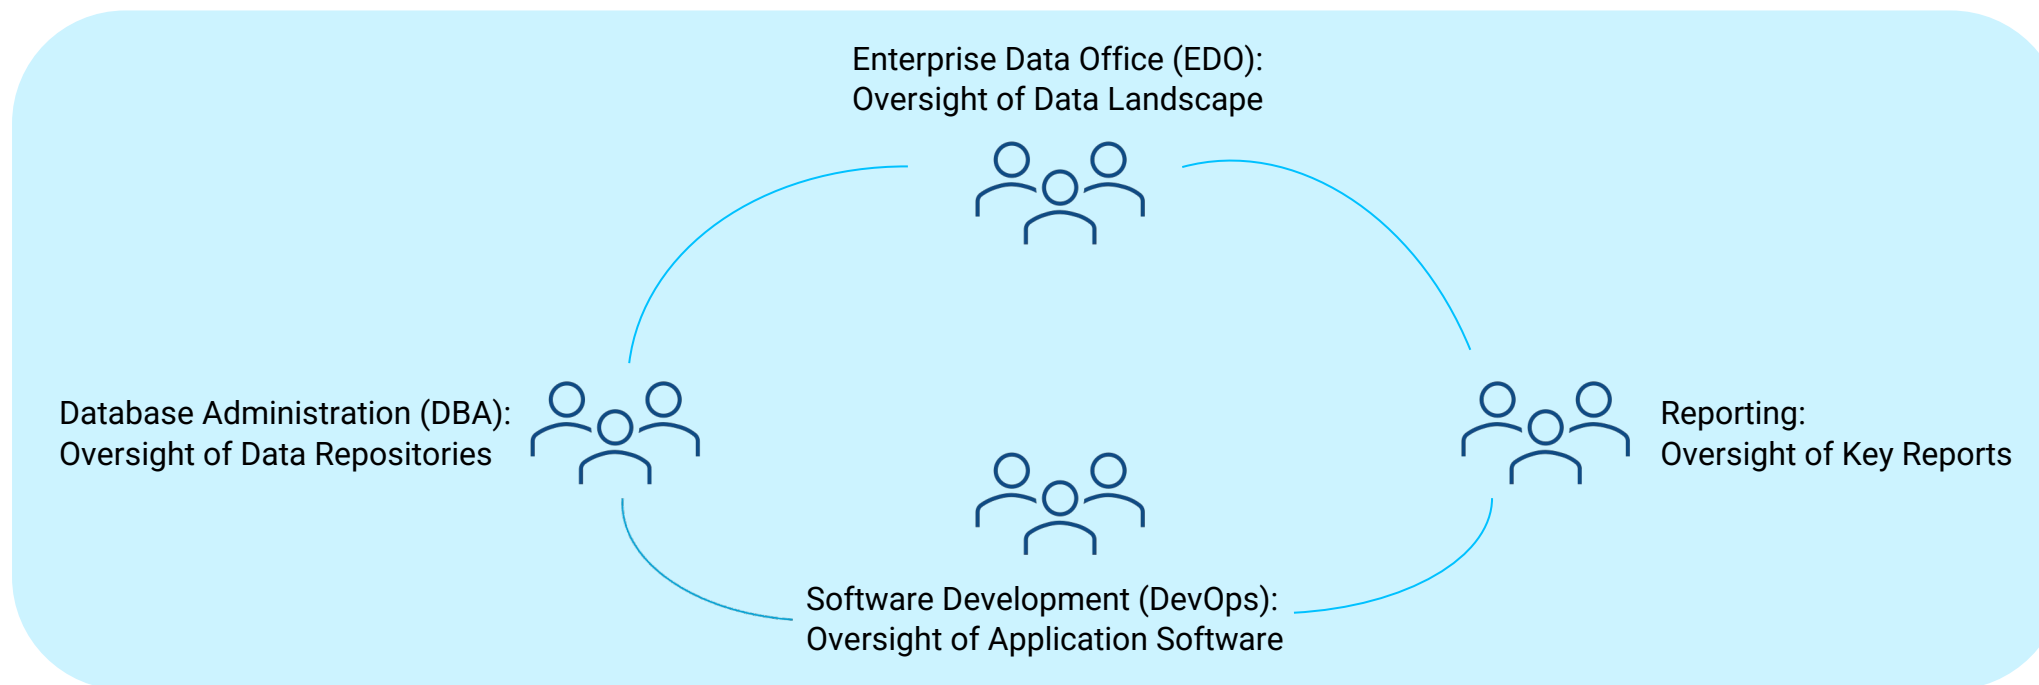 Enterprise Data Office (EDO):
Oversight of Data Landscape
Database Administration (DBA):
Oversight of Data Repositories
Reporting:
Oversight of Key Reports
Software Development (DevOps):
Oversight of Application Software